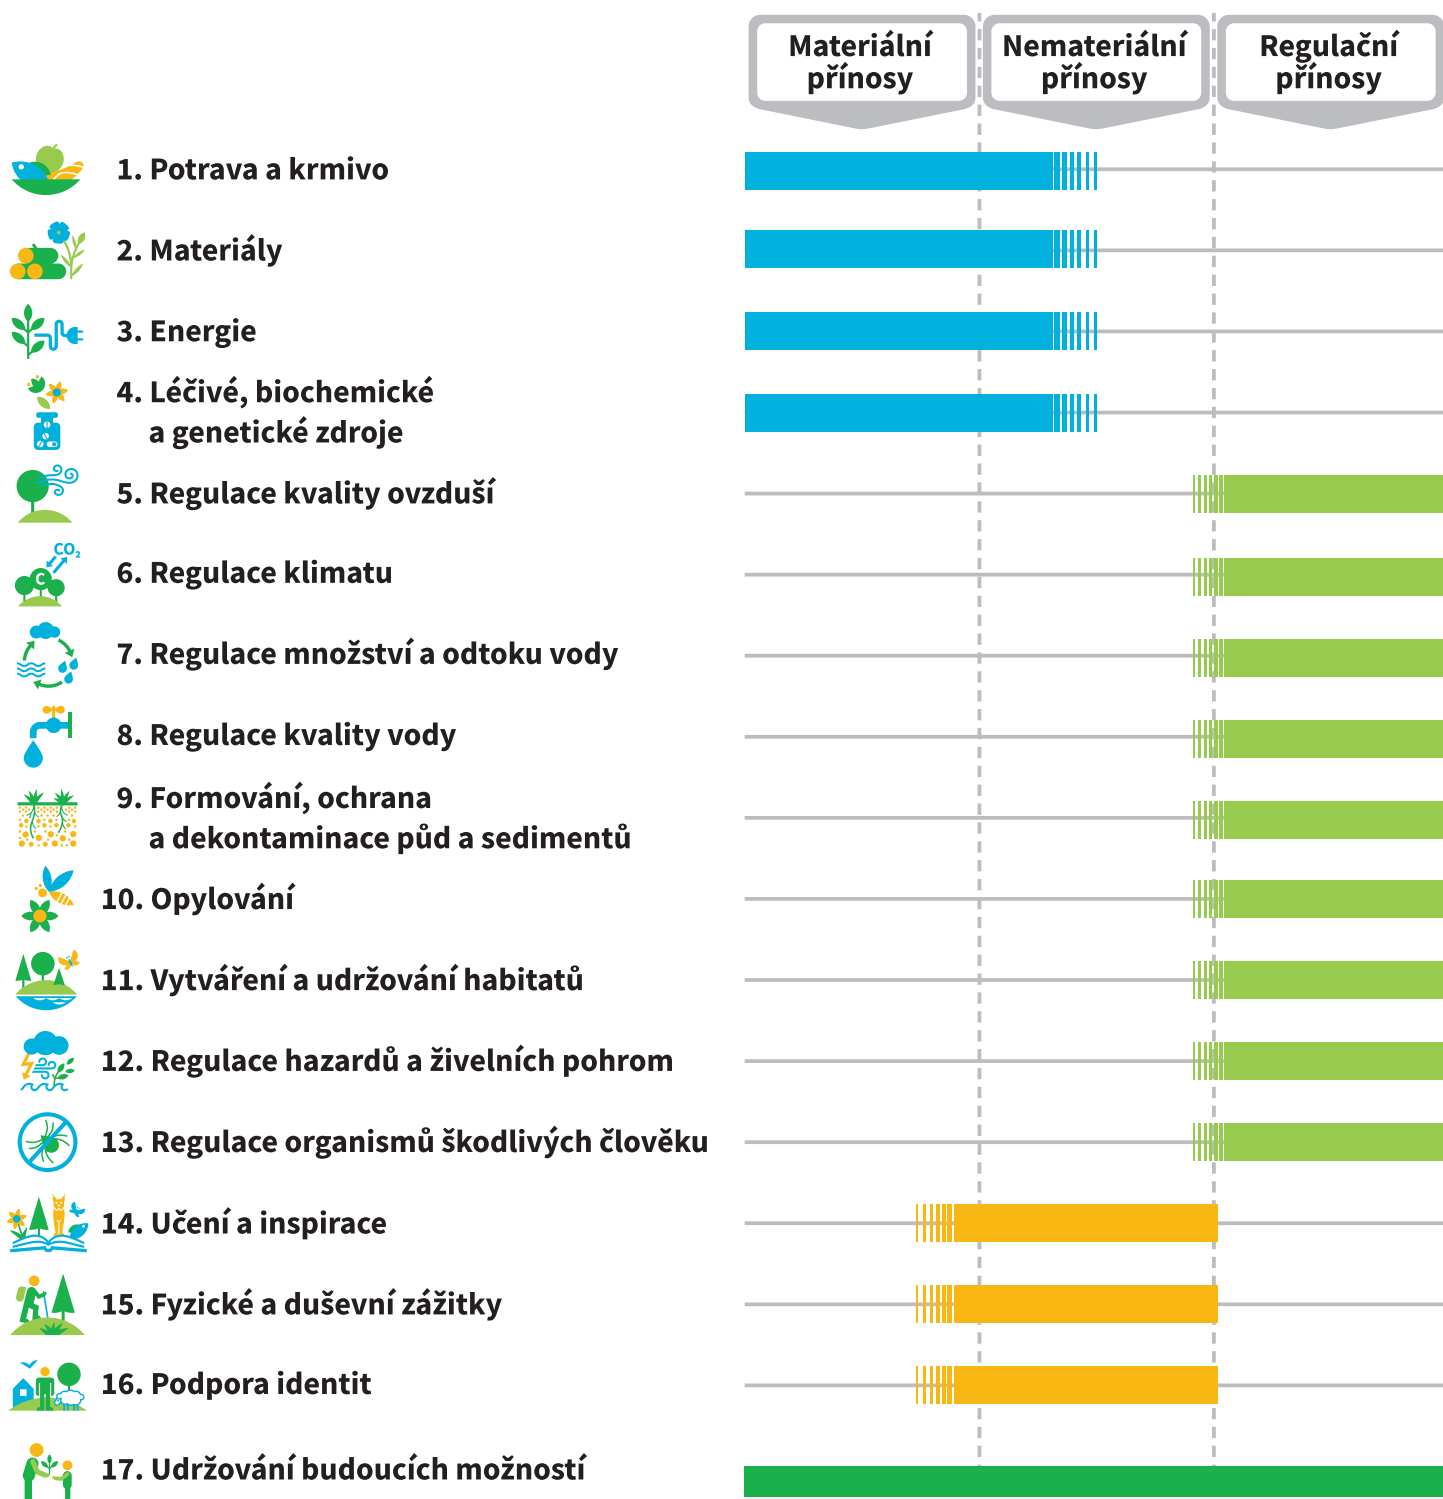 Materiální
přínosy
Nemateriální
přínosy
Regulační
přínosy
1. Potrava a krmivo
2. Materiály
3. Energie
4. Léčivé, biochemické
a genetické zdroje
5. Regulace kvality ovzduší
CO₂
C
6. Regulace klimatu
7. Regulace množství a odtoku vody
8. Regulace kvality vody
9. Formování, ochrana
a dekontaminace půd a sedimentů
10. Opylování
11. Vytváření a udržování habitatů
12. Regulace hazardů a živelních pohrom
13. Regulace organismů škodlivých člověku
14. Učení a inspirace
15. Fyzické a duševní zážitky
16. Podpora identit
17. Udržování budoucích možností